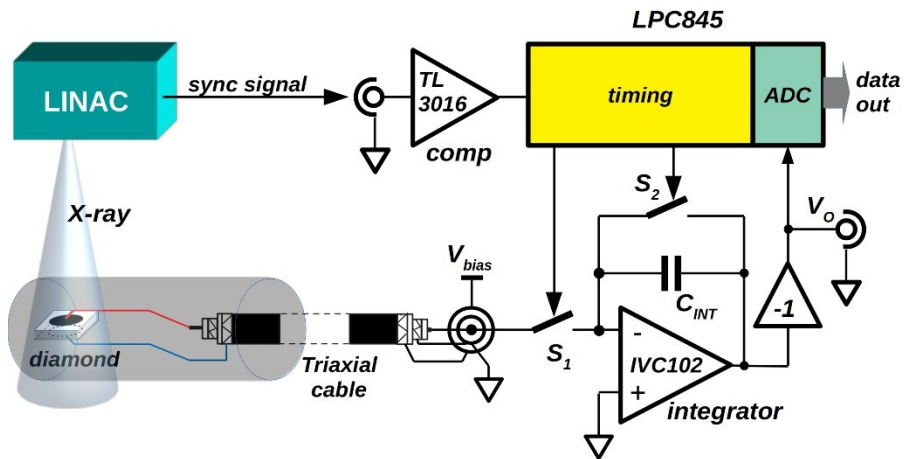 LPC845
LINAC
sync signal
TL
3016
comp
timing
ADC
data
out
X-ray
S2
Vbias
VO
CINT
-1
diamond
Triaxial
cable
S1
-
IVC102
+
integrator